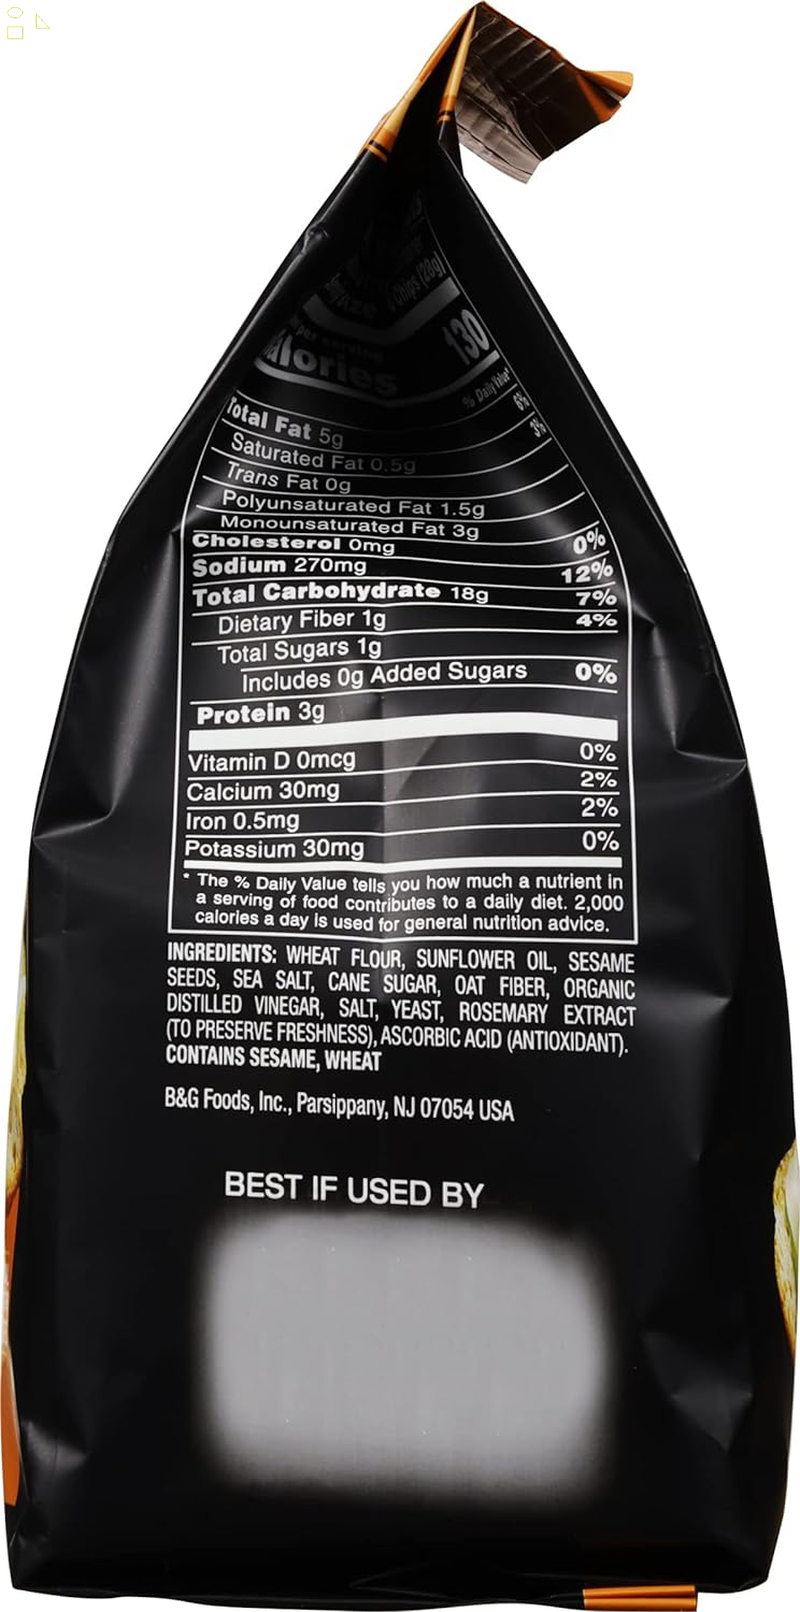 Chips (28g)
per serving
130
% Daily Value*
Total Fat 5g 6%
Saturated Fat 0.5g 3%
Trans Fat 0g
Polyunsaturated Fat 1.5g
Monounsaturated Fat 3g
Cholesterol 0mg 0%
Sodium 270mg 12%
Total Carbohydrate 18g 7%
Dietary Fiber 1g 4%
Total Sugars 1g
Includes 0g Added Sugars 0%
Protein 3g
Vitamin D 0mcg 0%
Calcium 30mg 2%
Iron 0.5mg 2%
Potassium 30mg 0%
* The % Daily Value tells you how much a nutrient in
a serving of food contributes to a daily diet. 2,000
calories a day is used for general nutrition advice.
INGREDIENTS: WHEAT FLOUR, SUNFLOWER OIL, SESAME
SEEDS, SEA SALT, CANE SUGAR, OAT FIBER, ORGANIC
DISTILLED VINEGAR, SALT, YEAST, ROSEMARY EXTRACT
(TO PRESERVE FRESHNESS), ASCORBIC ACID (ANTIOXIDANT).
CONTAINS SESAME, WHEAT
B&G Foods, Inc., Parsippany, NJ 07054 USA
BEST IF USED BY